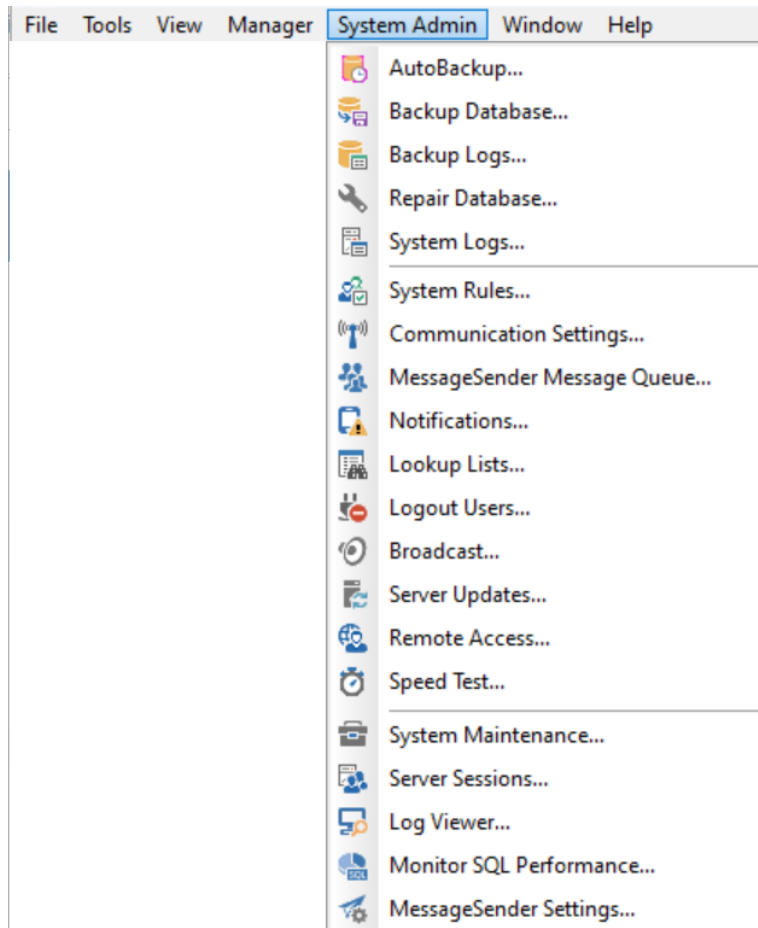 File Tools View Manager System Admin Window Help
AutoBackup...
Backup Database...
Backup Logs...
Repair Database...
System Logs...
System Rules...
Communication Settings...
MessageSender Message Queue...
Notifications...
Lookup Lists...
Logout Users...
Broadcast...
Server Updates...
Remote Access...
Speed Test...
System Maintenance...
Server Sessions...
Log Viewer...
SQL Monitor SQL Performance...
MessageSender Settings...